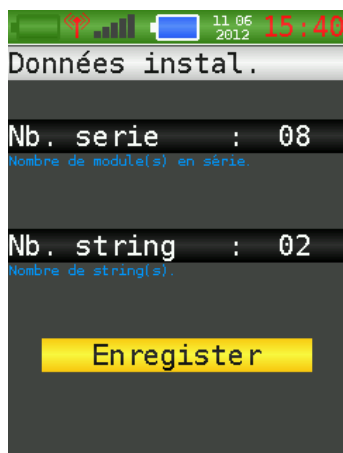 11 06
2012
15:40
Données instal.
Nb. serie : 08
Nombre de module(s) en série.
Nb. string : 02
Nombre de string(s).
Enregister